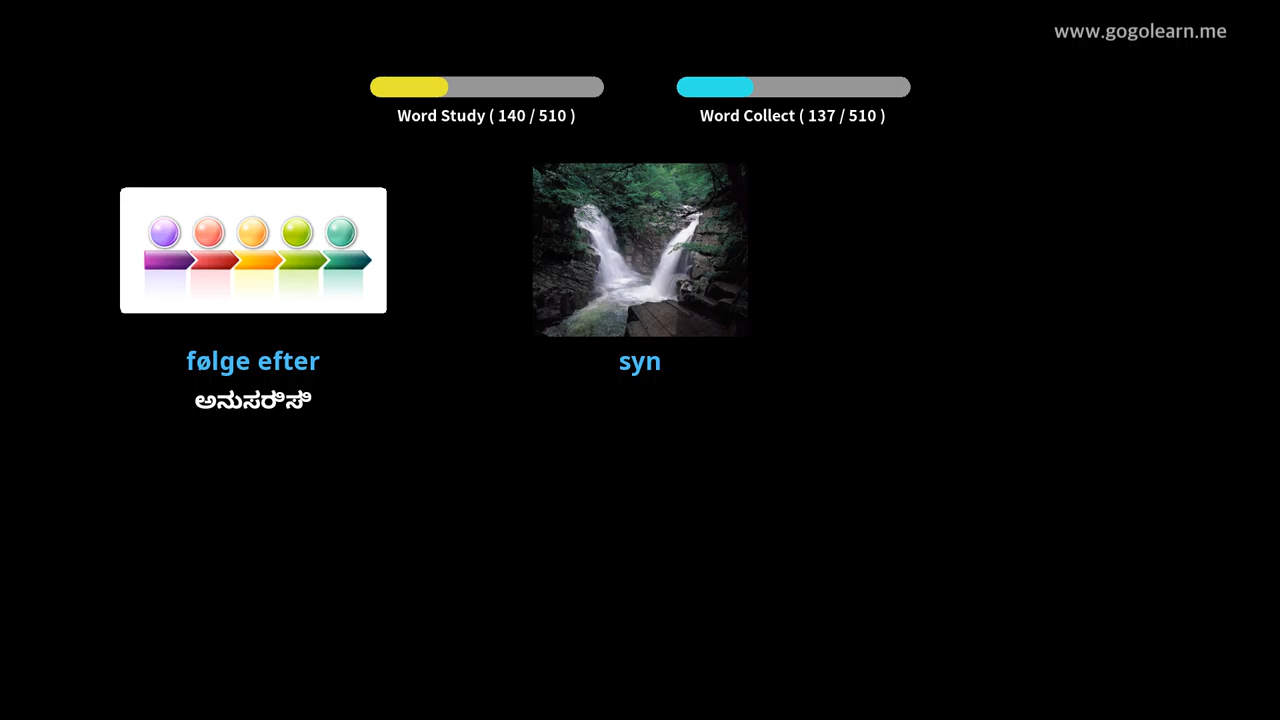 www.gogolearn.me
Word Study ( 140 / 510 )
Word Collect ( 137 / 510 )
følge efter
syn
ಅನುಸರಿಸಿ